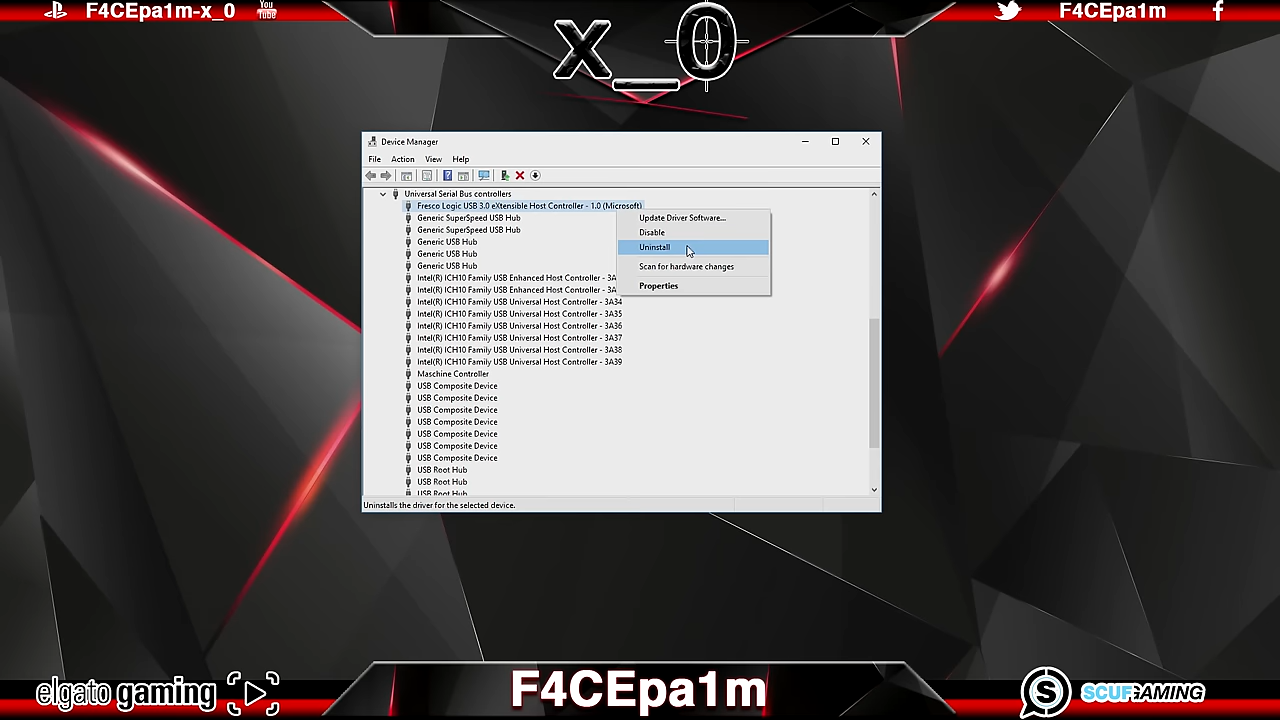 F4CEpa1m-x_0
You Tube
F4CEpa1m
x_0
Device Manager
File Action View Help
Universal Serial Bus controllers
Fresco Logic USB 3.0 eXtensible Host Controller - 1.0 (Microsoft)
Generic SuperSpeed USB Hub
Generic SuperSpeed USB Hub
Generic USB Hub
Generic USB Hub
Generic USB Hub
Intel(R) ICH10 Family USB Enhanced Host Controller - 3A
Intel(R) ICH10 Family USB Enhanced Host Controller - 3A
Intel(R) ICH10 Family USB Universal Host Controller - 3A34
Intel(R) ICH10 Family USB Universal Host Controller - 3A35
Intel(R) ICH10 Family USB Universal Host Controller - 3A36
Intel(R) ICH10 Family USB Universal Host Controller - 3A37
Intel(R) ICH10 Family USB Universal Host Controller - 3A38
Intel(R) ICH10 Family USB Universal Host Controller - 3A39
Maschine Controller
USB Composite Device
USB Composite Device
USB Composite Device
USB Composite Device
USB Composite Device
USB Composite Device
USB Composite Device
USB Root Hub
USB Root Hub
USB Root Hub
Update Driver Software...
Disable
Uninstall
Scan for hardware changes
Properties
Uninstalls the driver for the selected device.
elgato gaming
F4CEpa1m
S SCUFGAMING